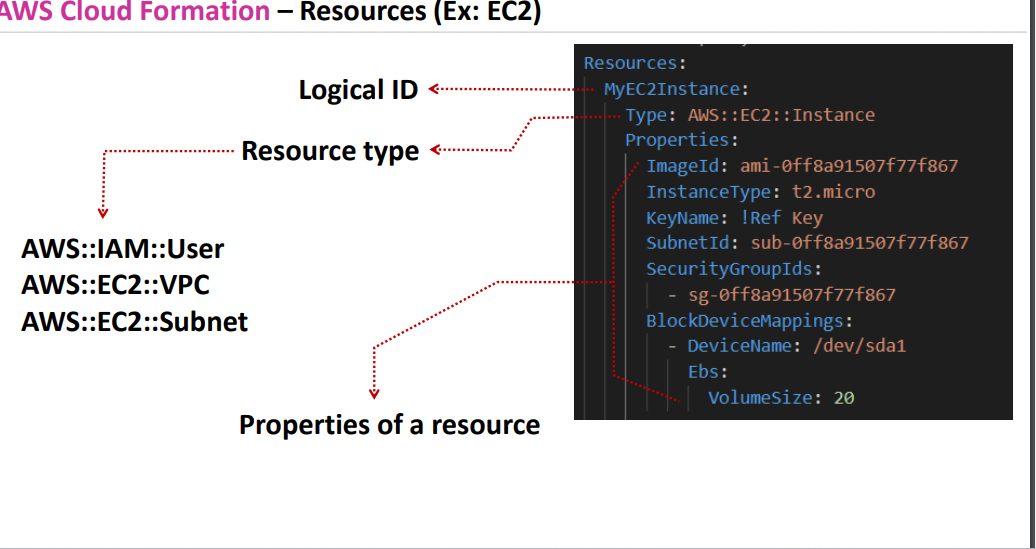 AWS Cloud Formation – Resources (Ex: EC2)
Logical ID
Resource type
AWS::IAM::User
AWS::EC2::VPC
AWS::EC2::Subnet
Properties of a resource
Resources:
MyEC2Instance:
Type: AWS::EC2::Instance
Properties:
ImageId: ami-0ff8a91507f77f867
InstanceType: t2.micro
KeyName: !Ref Key
SubnetId: sub-0ff8a91507f77f867
SecurityGroupIds:
- sg-0ff8a91507f77f867
BlockDeviceMappings:
- DeviceName: /dev/sda1
Ebs:
VolumeSize: 20